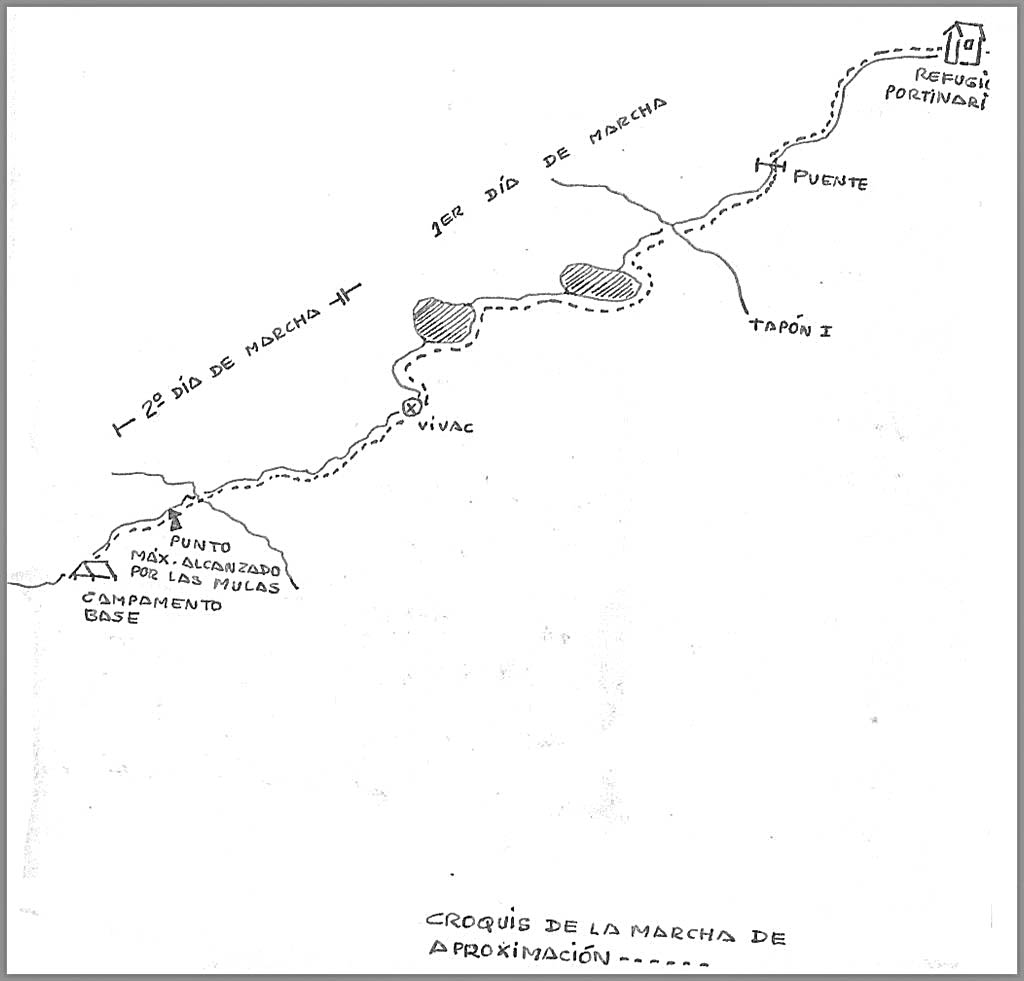 REFUGI
PORTINARI
PUENTE
1ER DÍA DE MARCHA
TAPÓN I
2º DÍA DE MARCHA
VIVAC
PUNTO
MÁX. ALCANZADO
POR LAS MULAS
CAMPAMENTO
BASE
CROQUIS DE LA MARCHA DE
APROXIMACIÓN ------